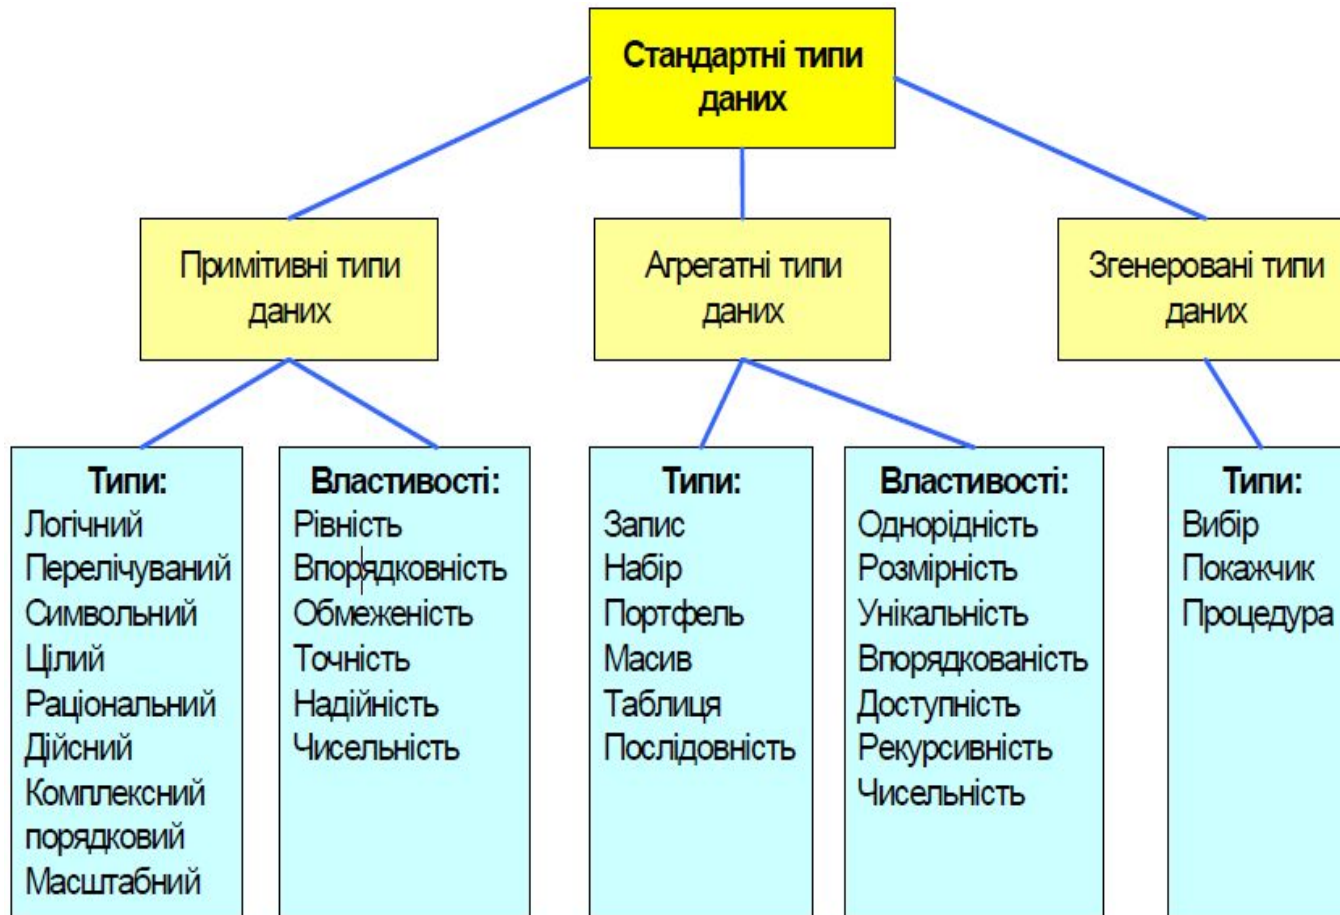 Стандартні типи
даних
Примітивні типи
даних
Агрегатні типи
даних
Згенеровані типи
даних
Типи:
Логічний
Перелічуваний
Символьний
Цілий
Раціональний
Дійсний
Комплексний
порядковий
Масштабний
Властивості:
Рівність
Впорядковність
Обмеженість
Точність
Надійність
Чисельність
Типи:
Запис
Набір
Портфель
Масив
Таблиця
Послідовність
Властивості:
Однорідність
Розмірність
Унікальність
Впорядкованість
Доступність
Рекурсивність
Чисельність
Типи:
Вибір
Покажчик
Процедура